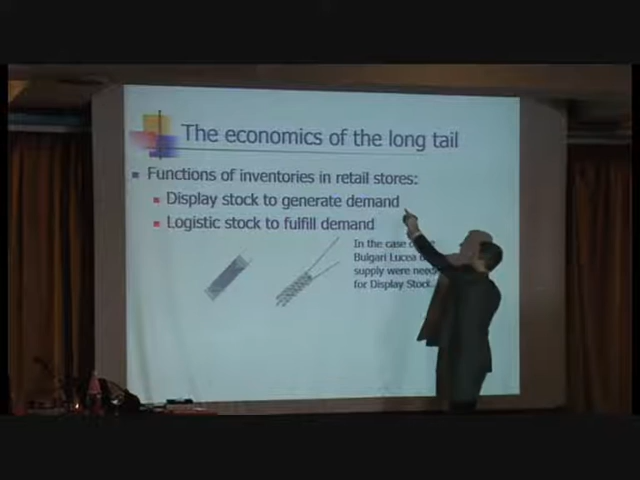 The economics of the long tail
Functions of inventories in retail stores:
Display stock to generate demand
Logistic stock to fulfill demand
In the case
Bulgari Lucea
supply were need
for Display Stock.